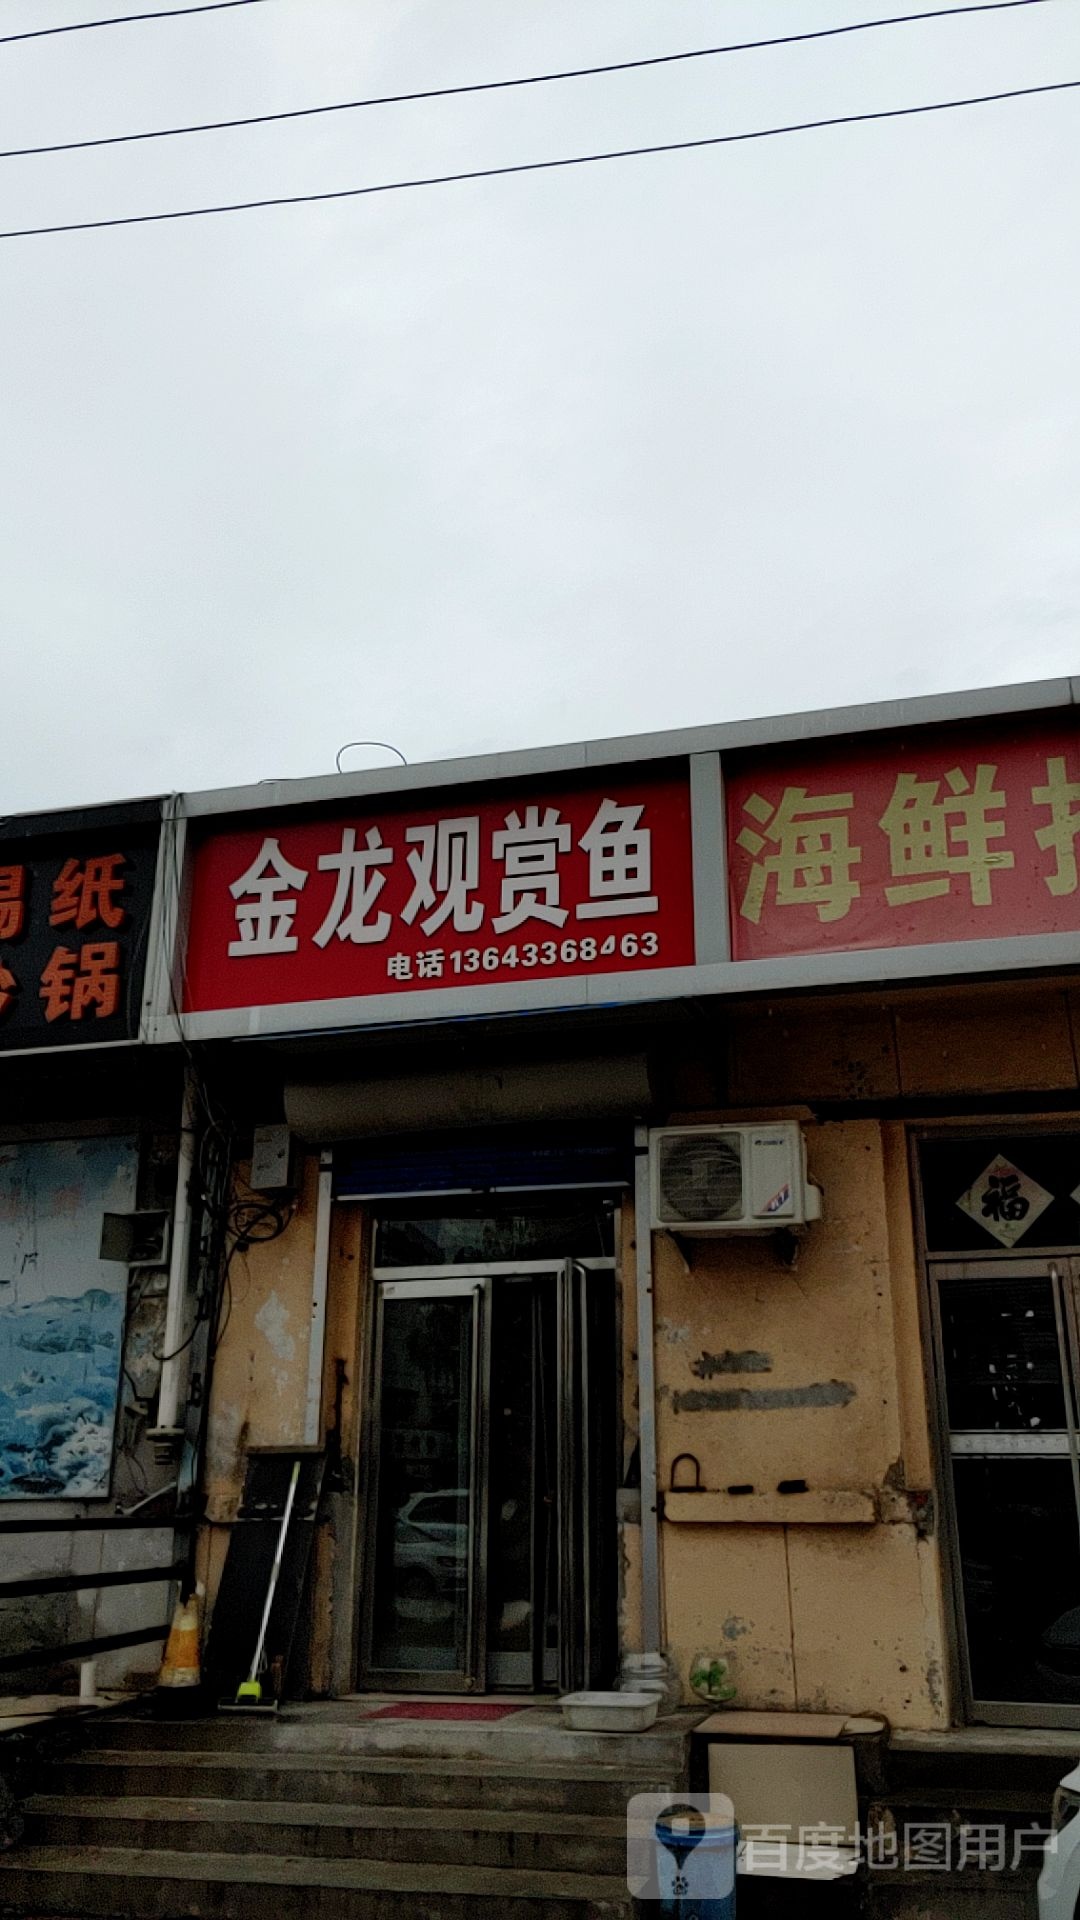 纸
锅
金龙观赏鱼
电话13643368463
海鲜
福
百度地图用户